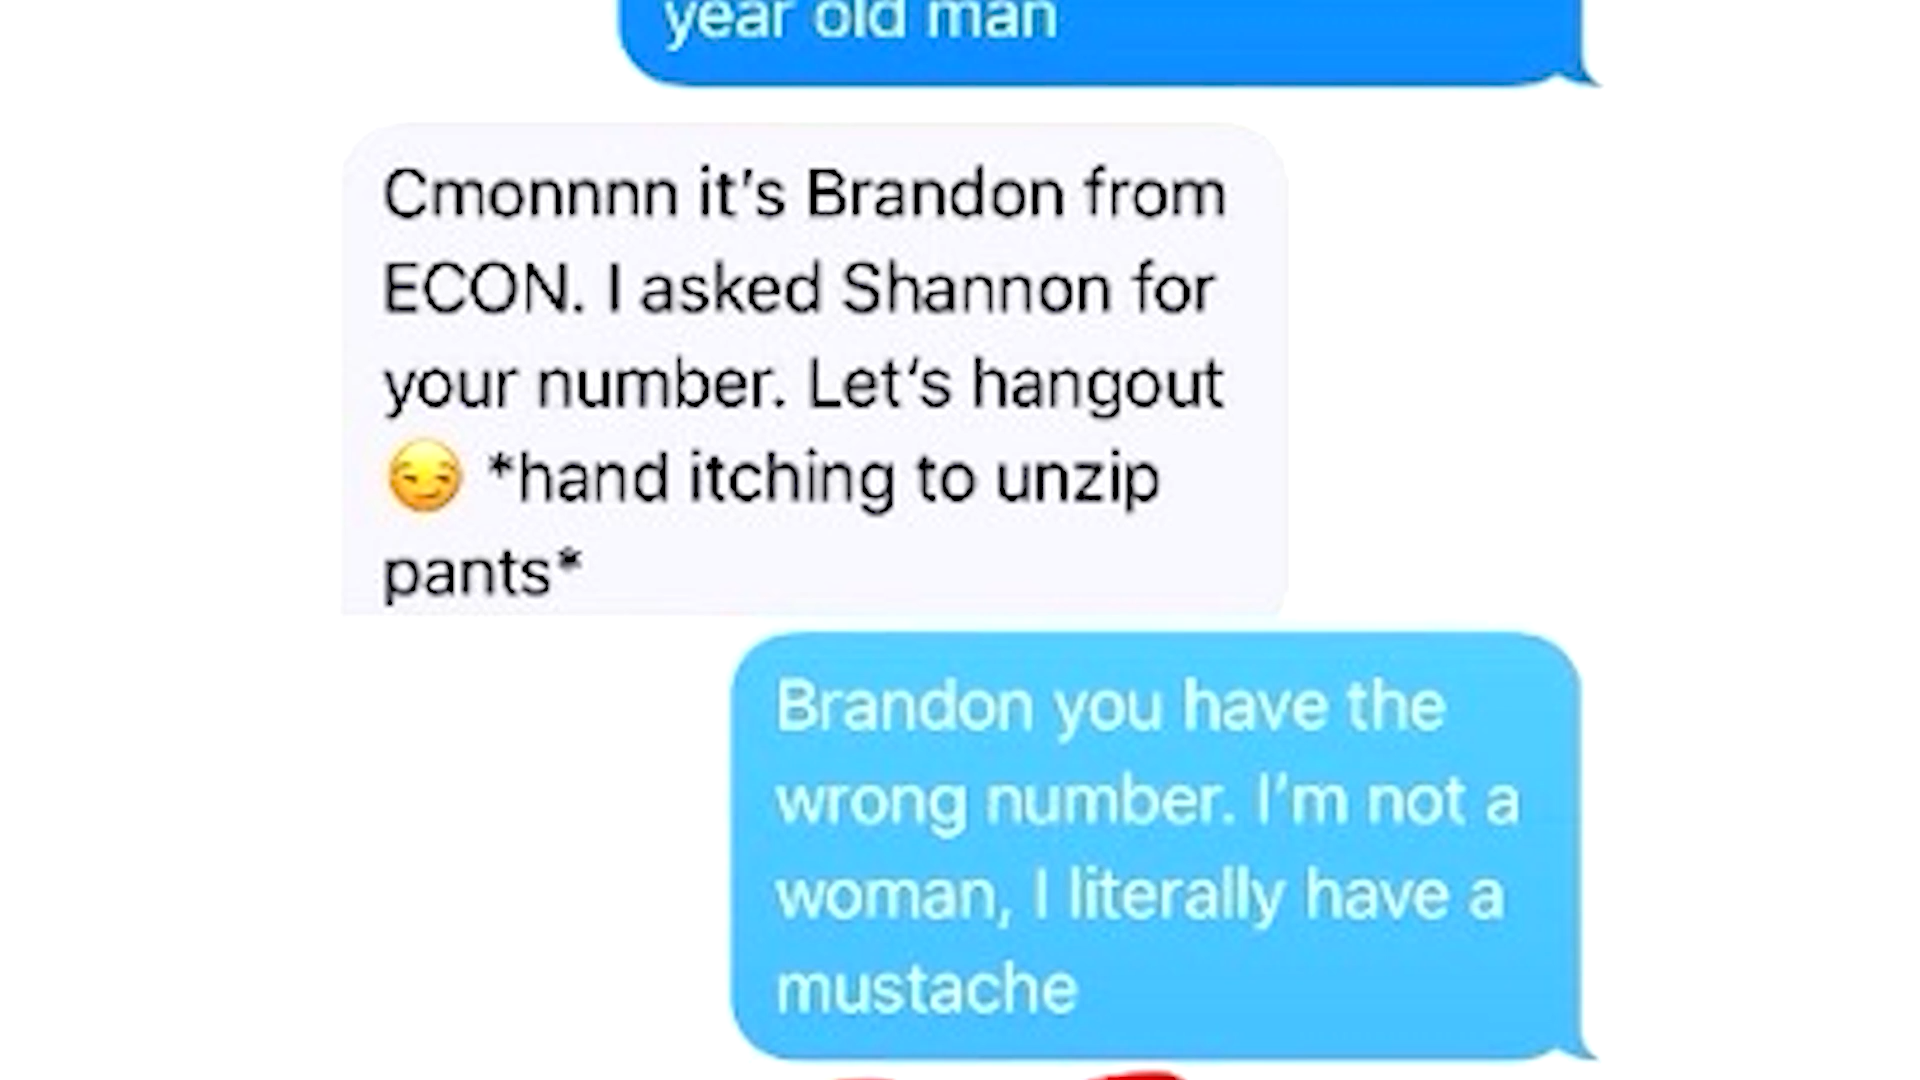 year old man
Cmonnnn it's Brandon from
ECON. I asked Shannon for
your number. Let's hangout
😏 *hand itching to unzip
pants*
Brandon you have the
wrong number. I'm not a
woman, I literally have a
mustache